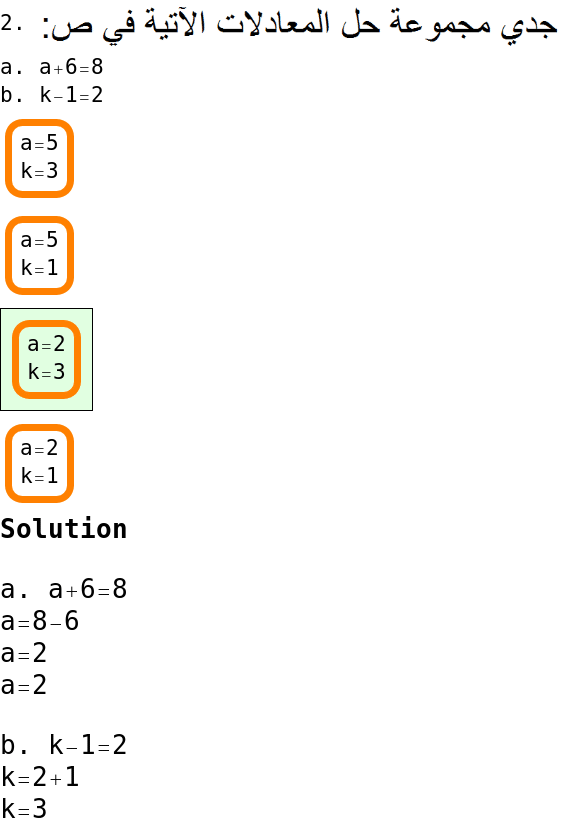 2. جدي مجموعة حل المعادلات الآتية في ص:
a. a+6=8
b. k−1=2
a=5
k=3
a=5
k=1
a=2
k=3
a=2
k=1
Solution
a. a+6=8
a=8−6
a=2
a=2
b. k−1=2
k=2+1
k=3